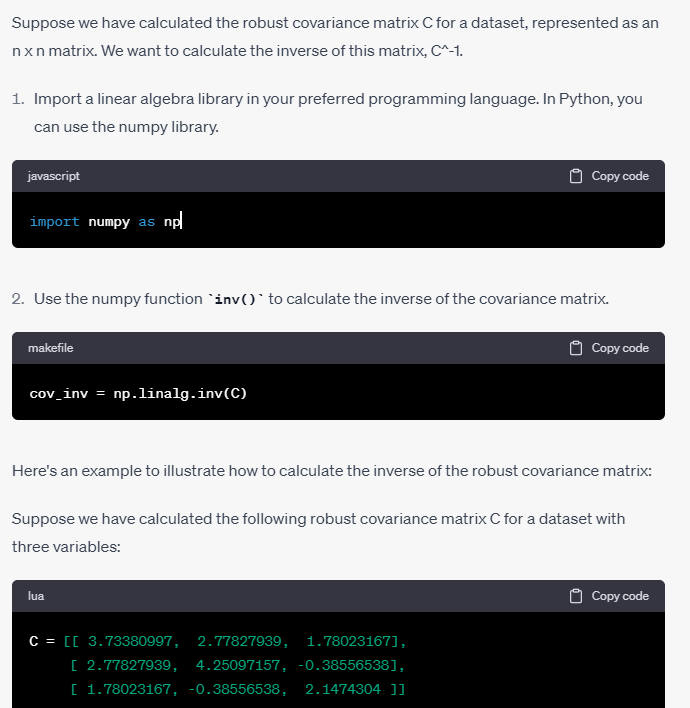 Suppose we have calculated the robust covariance matrix C for a dataset, represented as an
n x n matrix. We want to calculate the inverse of this matrix, C^-1.
1. Import a linear algebra library in your preferred programming language. In Python, you
can use the numpy library.
javascript Copy code
import numpy as np
2. Use the numpy function `inv()` to calculate the inverse of the covariance matrix.
makefile Copy code
cov_inv = np.linalg.inv(C)
Here's an example to illustrate how to calculate the inverse of the robust covariance matrix:
Suppose we have calculated the following robust covariance matrix C for a dataset with
three variables:
lua Copy code
C = [[ 3.73380997, 2.77827939, 1.78023167],
[ 2.77827939, 4.25097157, -0.38556538],
[ 1.78023167, -0.38556538, 2.1474304 ]]